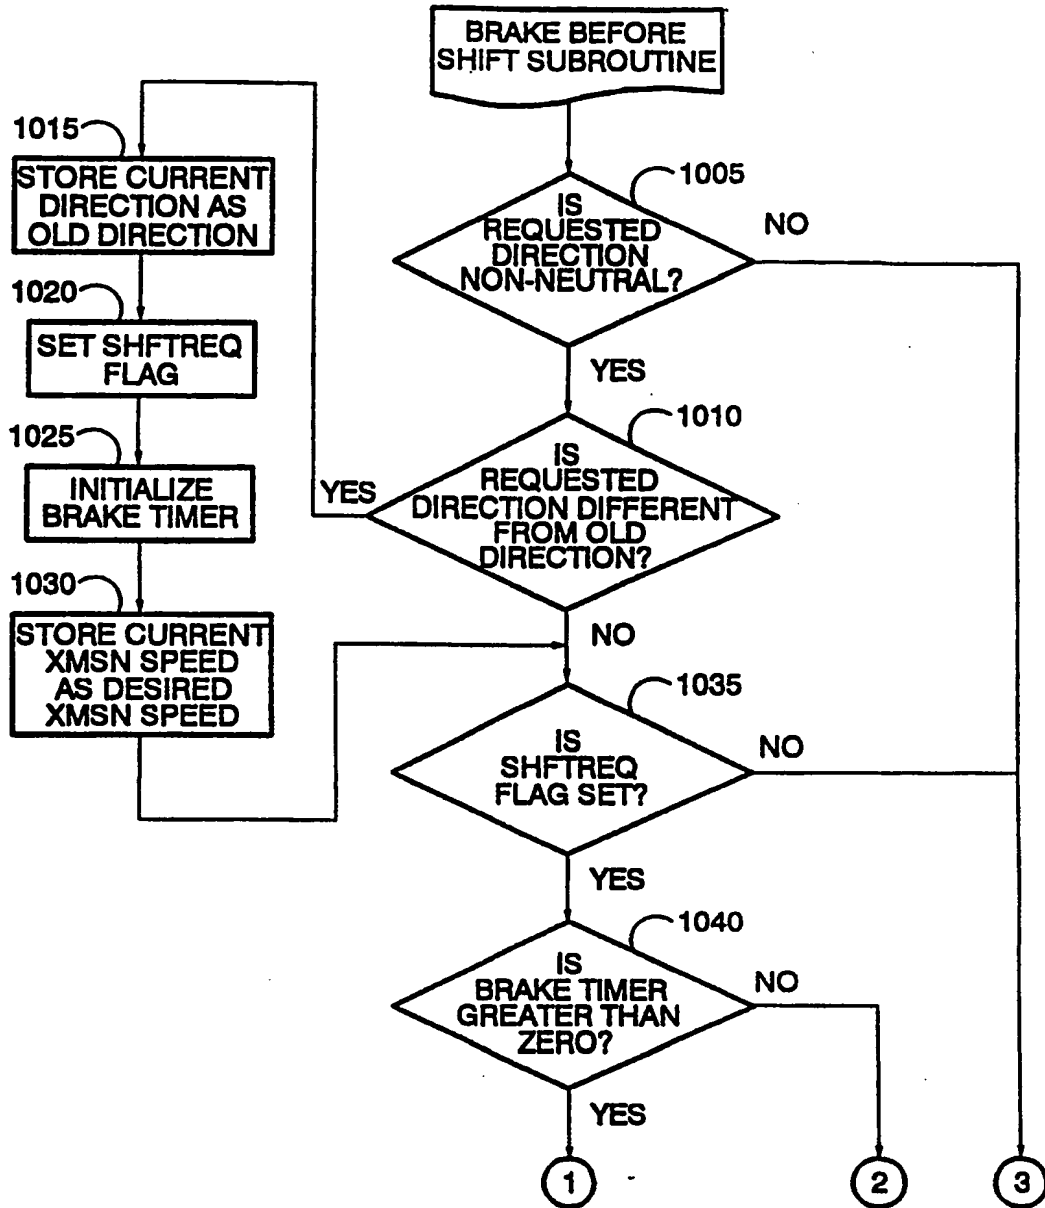 BRAKE BEFORE
SHIFT SUBROUTINE
1005
IS
REQUESTED
DIRECTION
NON-NEUTRAL?
NO
YES
1010
IS
REQUESTED
DIRECTION DIFFERENT
FROM OLD
DIRECTION?
YES
NO
1015
STORE CURRENT
DIRECTION AS
OLD DIRECTION
1020
SET SHFTREQ
FLAG
1025
INITIALIZE
BRAKE TIMER
1030
STORE CURRENT
XMSN SPEED
AS DESIRED
XMSN SPEED
1035
IS
SHFTREQ
FLAG SET?
NO
YES
1040
IS
BRAKE TIMER
GREATER THAN
ZERO?
NO
YES
1
2
3